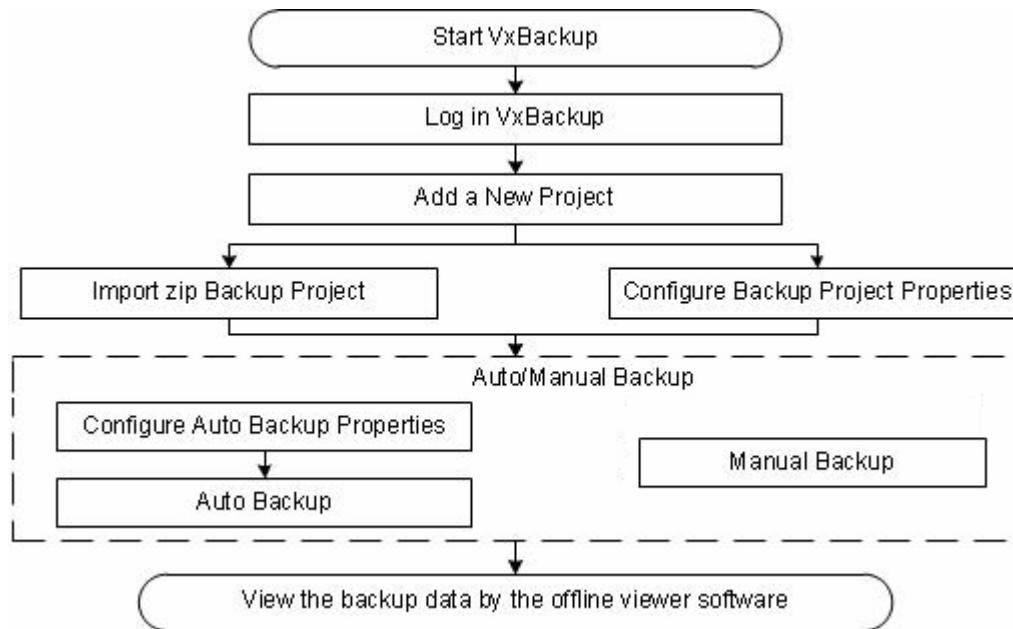 Start VxBackup
Log in VxBackup
Add a New Project
Import zip Backup Project
Configure Backup Project Properties
Auto/Manual Backup
Configure Auto Backup Properties
Auto Backup
Manual Backup
View the backup data by the offline viewer software